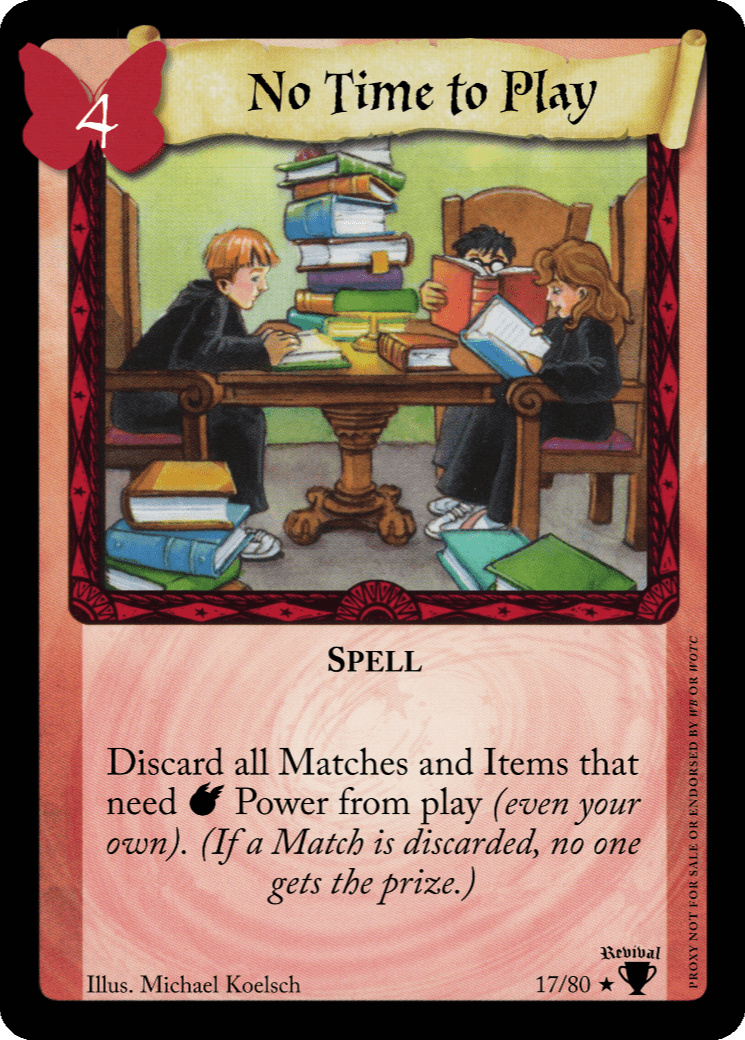 4
No Time to Play
SPELL
Discard all Matches and Items that
need Power from play (even your
own). (If a Match is discarded, no one
gets the prize.)
PROXY NOT FOR SALE OR ENDORSED BY WB OR WOTC
Revival
Illus. Michael Koelsch
17/80 ★